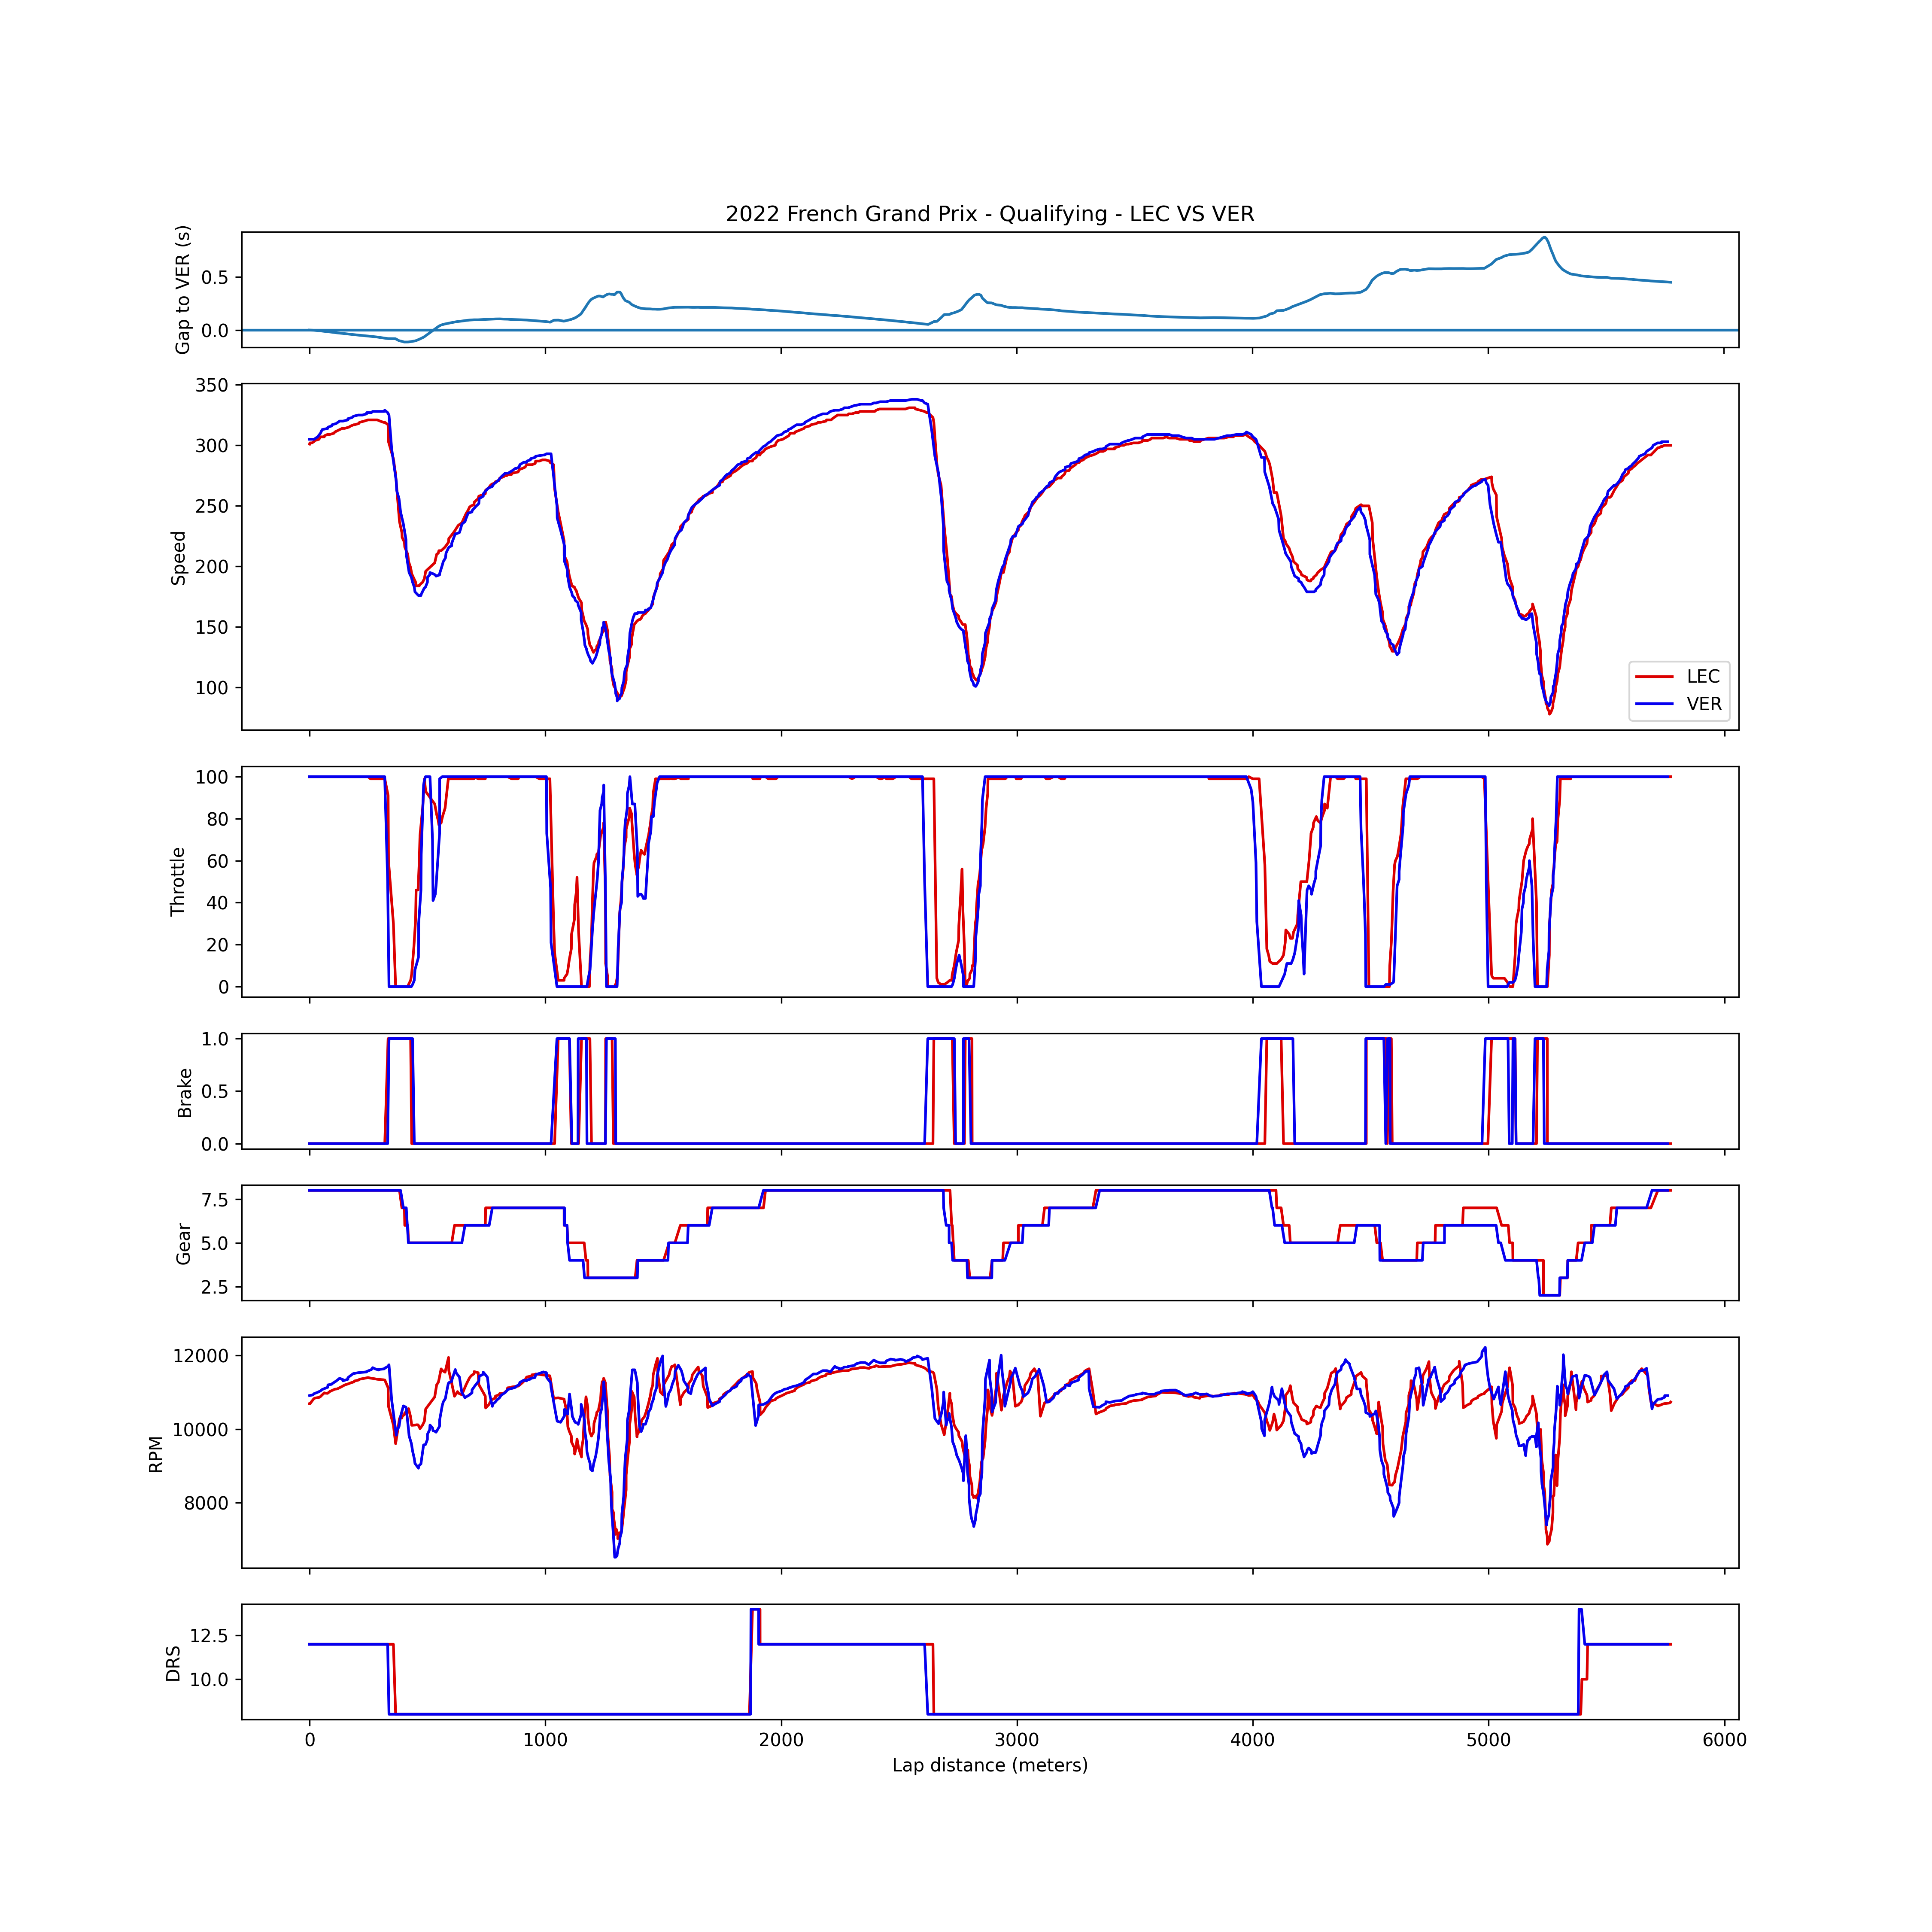 2022 French Grand Prix - Qualifying - LEC VS VER
Gap to VER (s)
0.5
0.0
Speed
350
300
250
200
150
100
LEC
VER
Throttle
100
80
60
40
20
0
Brake
1.0
0.5
0.0
Gear
7.5
5.0
2.5
RPM
12000
10000
8000
DRS
12.5
10.0
0 1000 2000 3000 4000 5000 6000
Lap distance (meters)